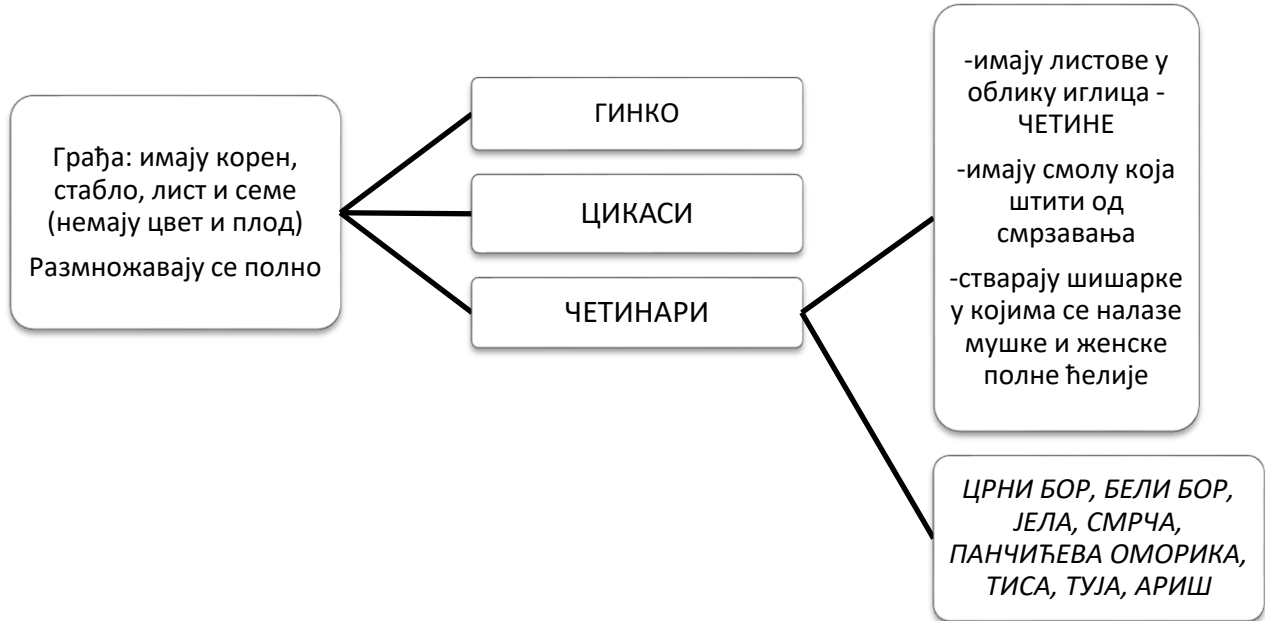 Грађа: имају корен,
стабло, лист и семе
(немају цвет и плод)
Размножавају се полно
ГИНКО
ЦИКАСИ
ЧЕТИНАРИ
-имају листове у
облику иглица -
ЧЕТИНЕ
-имају смолу која
штити од
смрзавања
-стварају шишарке
у којима се налазе
мушке и женске
полне ћелије
ЦРНИ БОР, БЕЛИ БОР,
ЈЕЛА, СМРЧА,
ПАНЧИЋЕВА ОМОРИКА,
ТИСА, ТУЈА, АРИШ